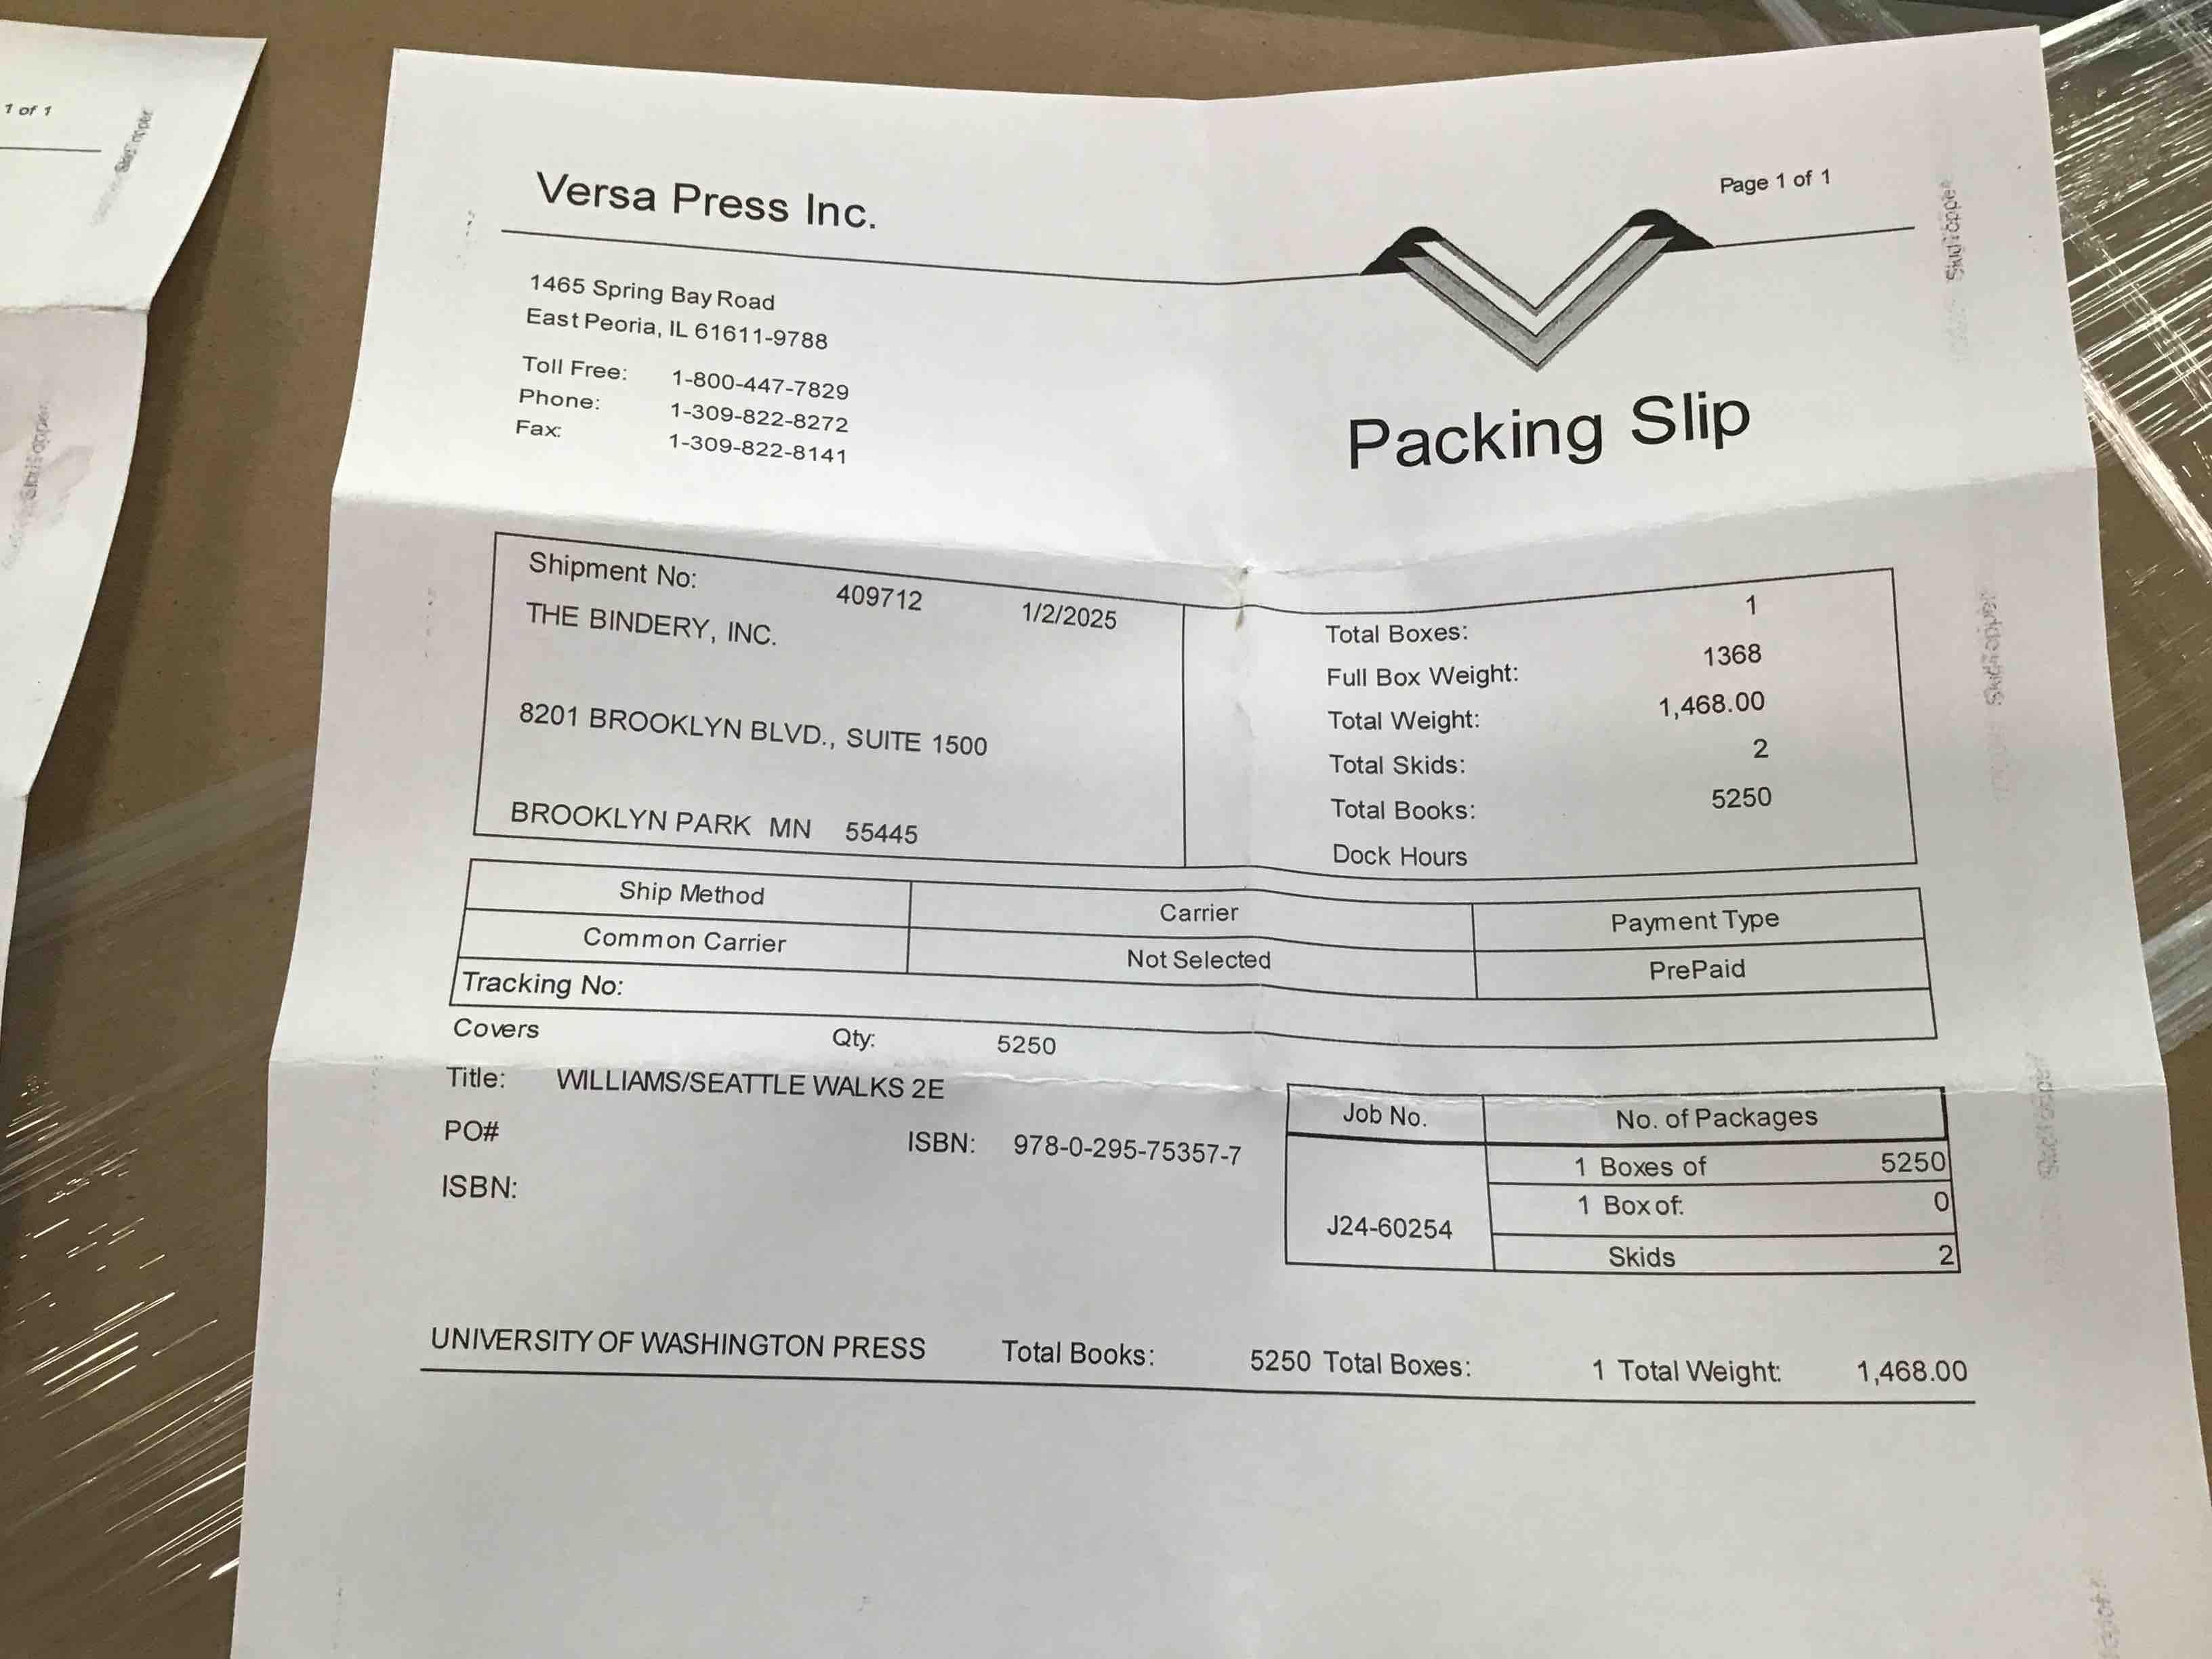 1 of 1
Versa Press Inc.
Page 1 of 1
1465 Spring Bay Road
East Peoria, IL 61611-9788
Toll Free: 1-800-447-7829
Phone: 1-309-822-8272
Fax: 1-309-822-8141
Packing Slip
Shipment No: 409712 1/2/2025
THE BINDERY, INC.
8201 BROOKLYN BLVD., SUITE 1500
BROOKLYN PARK MN 55445
Total Boxes: 1
Full Box Weight: 1368
Total Weight: 1,468.00
Total Skids: 2
Total Books: 5250
Dock Hours
Ship Method Carrier Payment Type
Common Carrier Not Selected PrePaid
Tracking No:
Covers Qty: 5250
Title: WILLIAMS/SEATTLE WALKS 2E
PO# ISBN: 978-0-295-75357-7
ISBN:
Job No. No. of Packages
1 Boxes of 5250
1 Box of: 0
J24-60254
Skids 2
UNIVERSITY OF WASHINGTON PRESS Total Books: 5250 Total Boxes: 1 Total Weight: 1,468.00